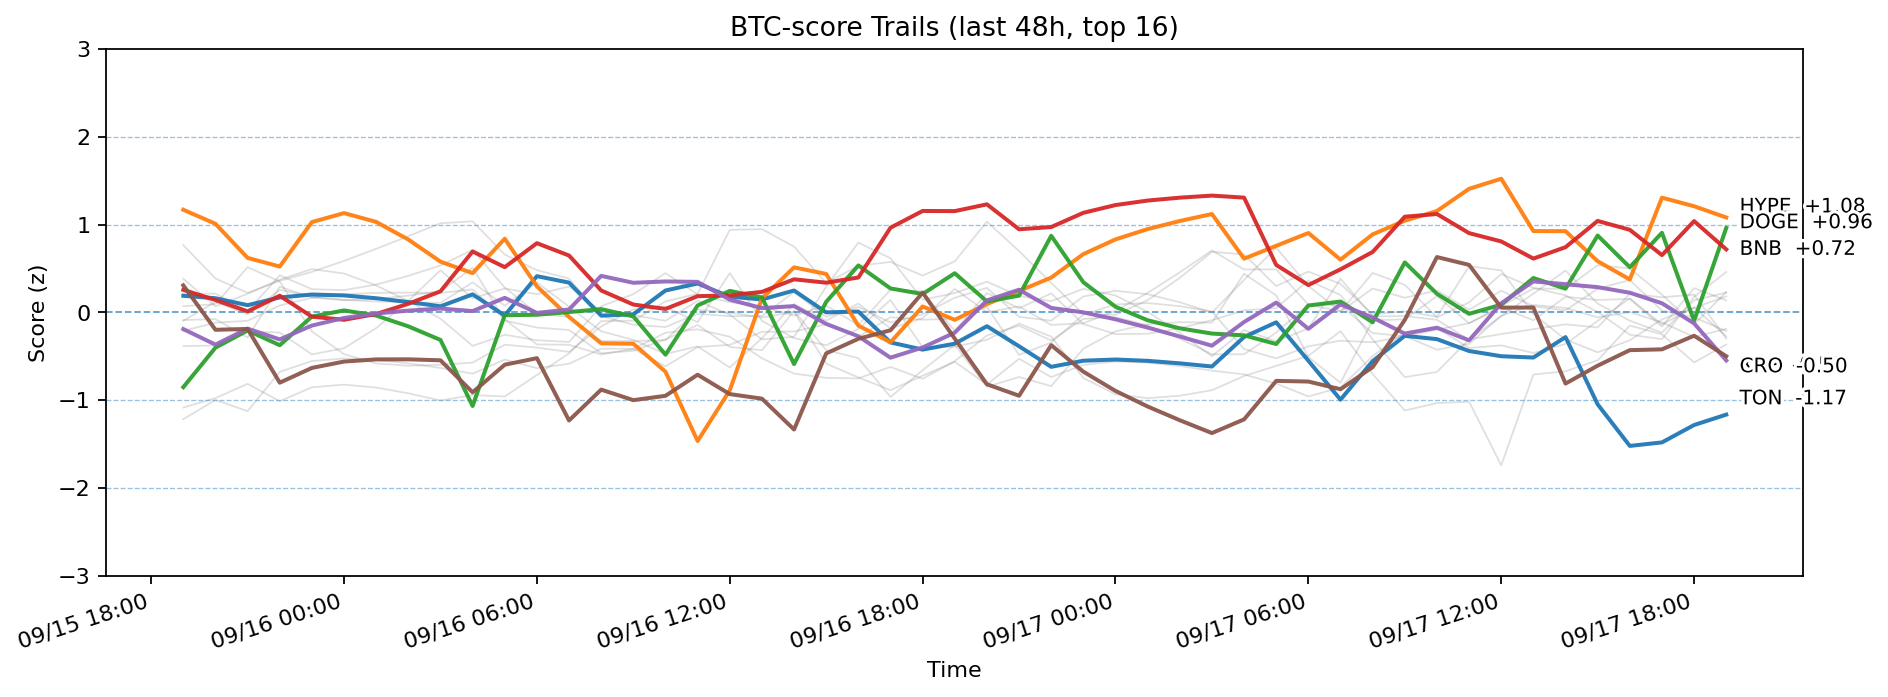 BTC-score Trails (last 48h, top 16)
3
2
1
0
−1
−2
−3
Score (z)
HYPE +1.08
DOGE +0.96
BNB +0.72
CRO -0.50
TON -1.17
09/15 18:00
09/16 00:00
09/16 06:00
09/16 12:00
09/16 18:00
09/17 00:00
09/17 06:00
09/17 12:00
09/17 18:00
Time